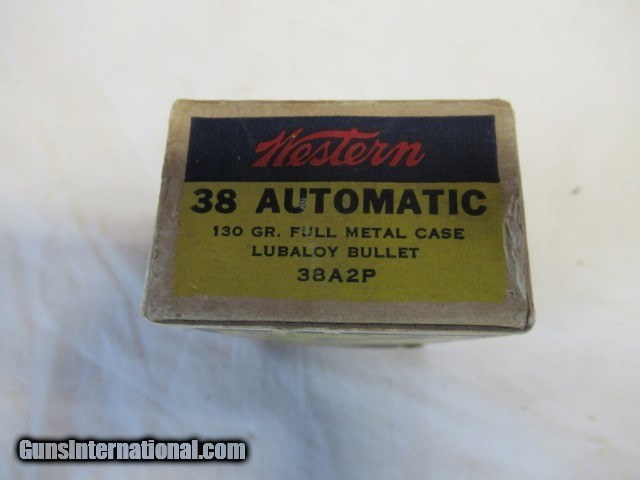 Western
38 AUTOMATIC
130 GR. FULL METAL CASE
LUBALOY BULLET
38A2P
GunsInternational.com